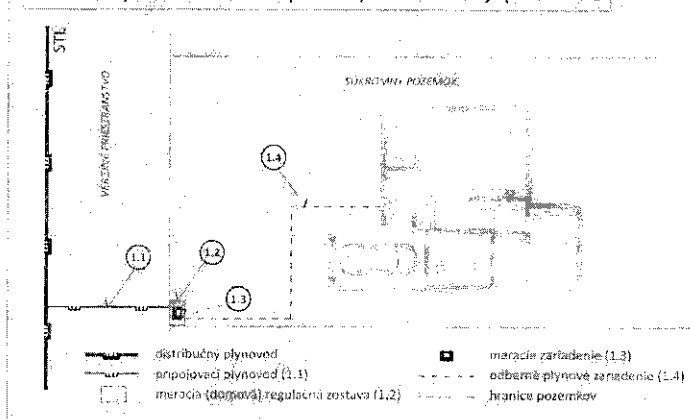 STL
VEREJNÉ PRIESTRANSTVO
SÚKROMNÝ POZEMOK
1.4
1.1
1.2
1.3
distribučný plynovod
pripojovací plynovod (1.1)
meracia (domová) regulačná zostava (1.2)
meracie zariadenie (1.3)
odberné plynové zariadenie (1.4)
hranice pozemkov